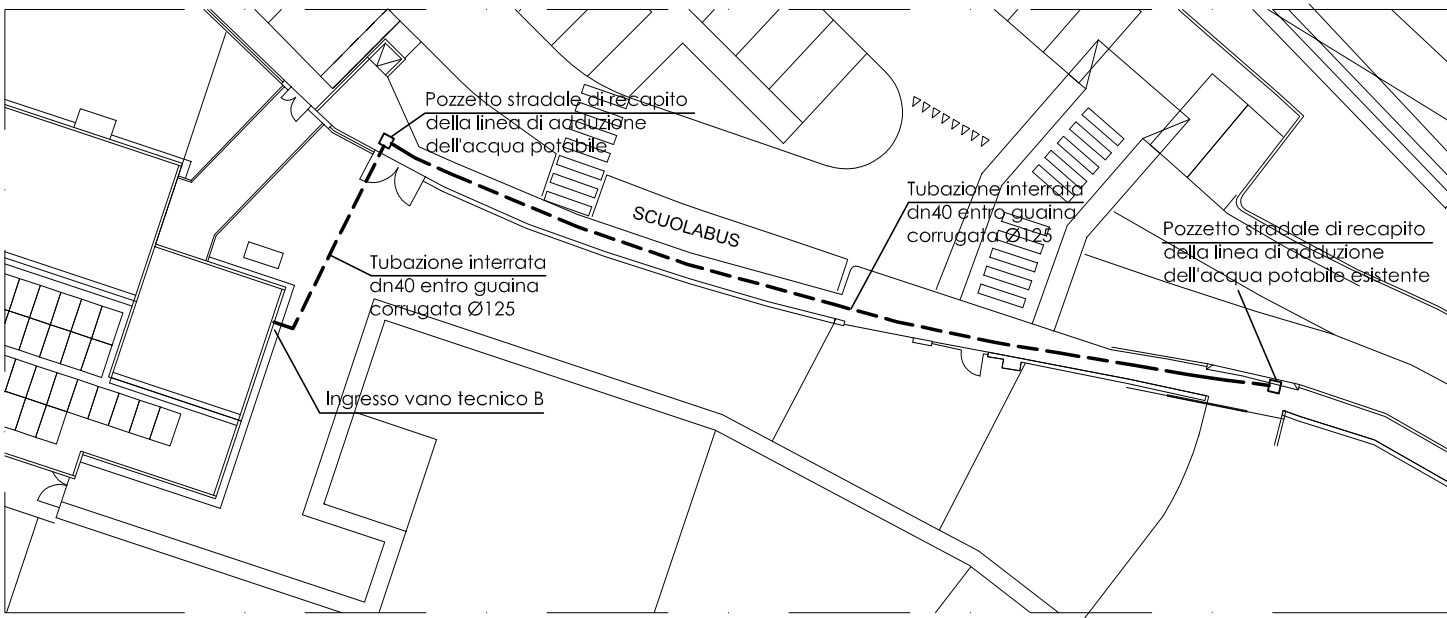 Pozzetto stradale di recapito
della linea di adduzione
dell'acqua potabile
SCUOLABUS
Tubazione interrata
dn40 entro guaina
corrugata Ø125
Pozzetto stradale di recapito
della linea di adduzione
dell'acqua potabile esistente
Tubazione interrata
dn40 entro guaina
corrugata Ø125
Ingresso vano tecnico B